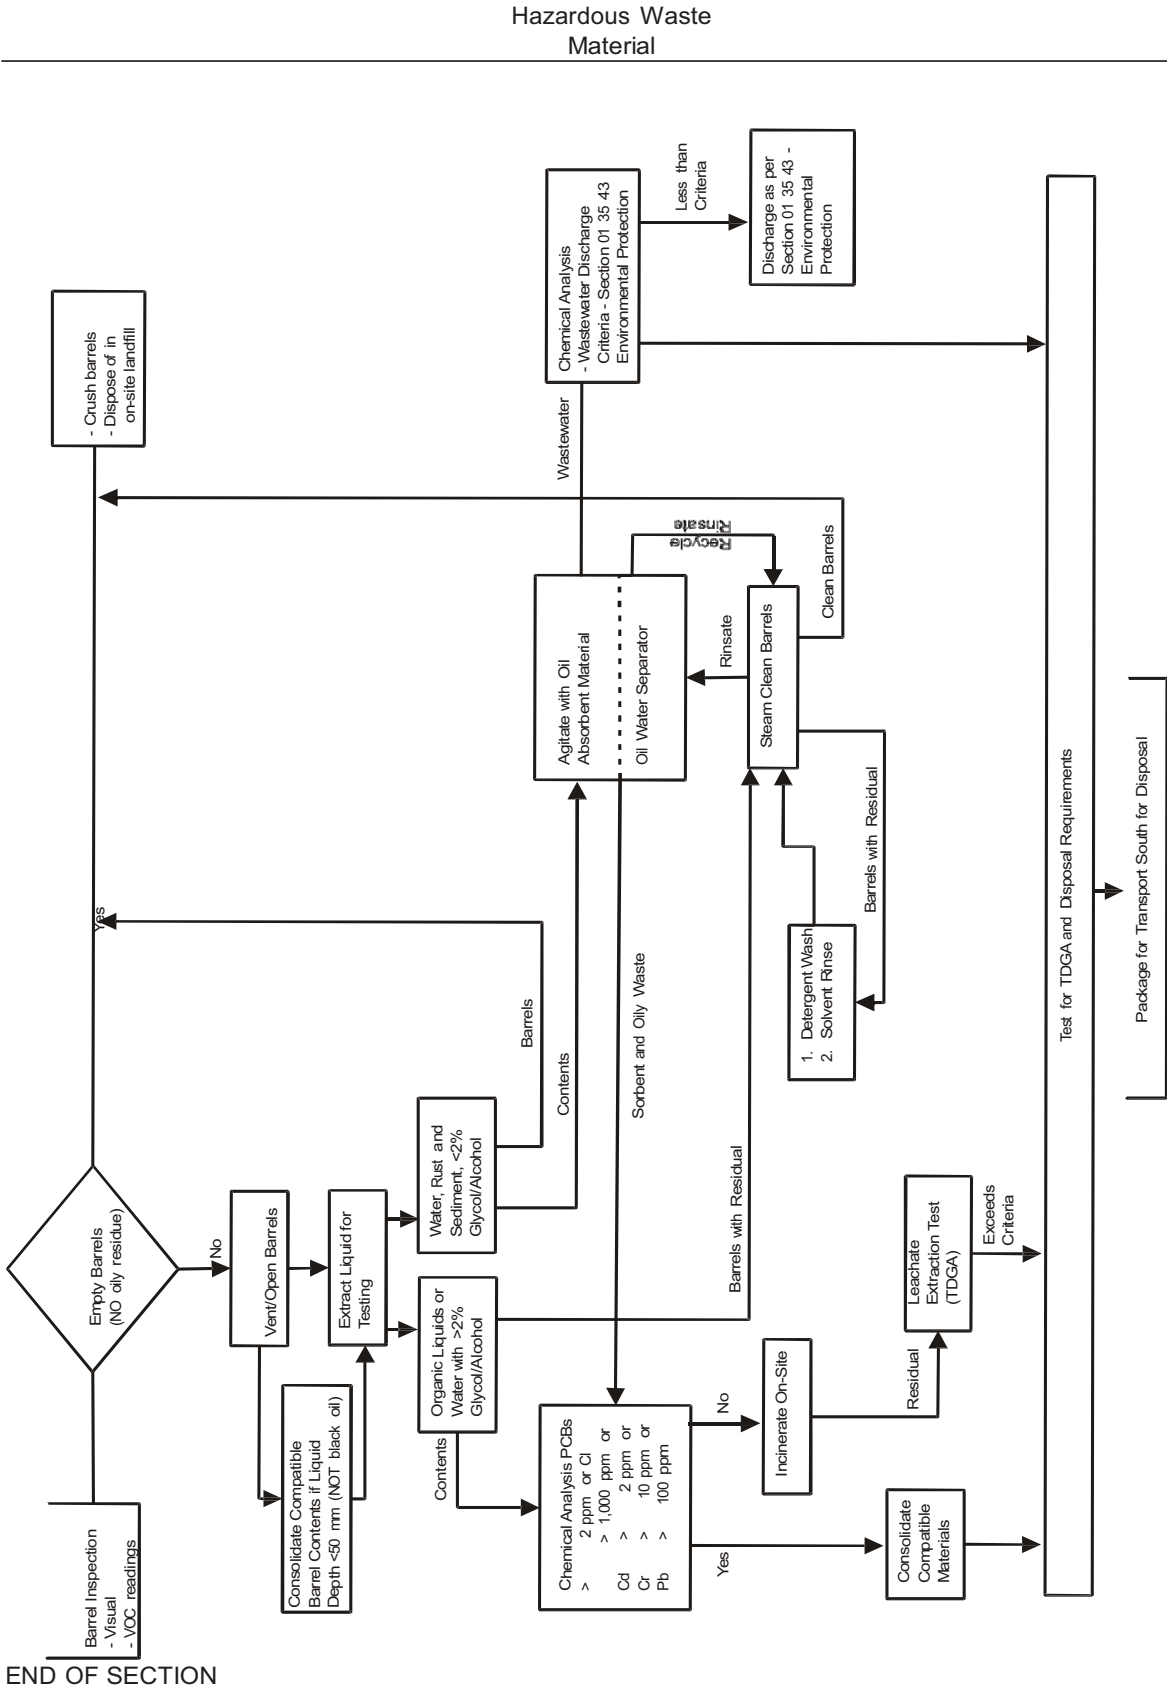 Hazardous Waste
Material
Barrel Inspection
- Visual
- VOC readings
Empty Barrels
(NO oily residue)
Yes
- Crush barrels
- Dispose of in
on-site landfill
No
Vent/Open Barrels
Consolidate Compatible
Barrel Contents if Liquid
Depth <50 mm (NOT black oil)
Extract Liquid for
Testing
Water, Rust and
Sediment, <2%
Glycol/Alcohol
Barrels
Contents
Organic Liquids or
Water with >2%
Glycol/Alcohol
Contents
Barrels with Residual
Agitate with Oil
Absorbent Material
Oil Water Separator
Wastewater
Chemical Analysis
- Wastewater Discharge
Criteria - Section 01 35 43
Environmental Protection
Less than
Criteria
Discharge as per
Section 01 35 43 -
Environmental
Protection
Recycle
Rinsate
Rinsate
Steam Clean Barrels
Clean Barrels
Barrels with Residual
1. Detergent Wash
2. Solvent Rinse
Sorbent and Oily Waste
Chemical Analysis PCBs
> 2 ppm or Cl
> 1,000 ppm or
Cd > 2 ppm or
Cr > 10 ppm or
Pb > 100 ppm
No
Incinerate On-Site
Residual
Leachate
Extraction Test
(TDGA)
Exceeds
Criteria
Yes
Consolidate
Compatible
Materials
Test for TDGA and Disposal Requirements
Package for Transport South for Disposal
END OF SECTION